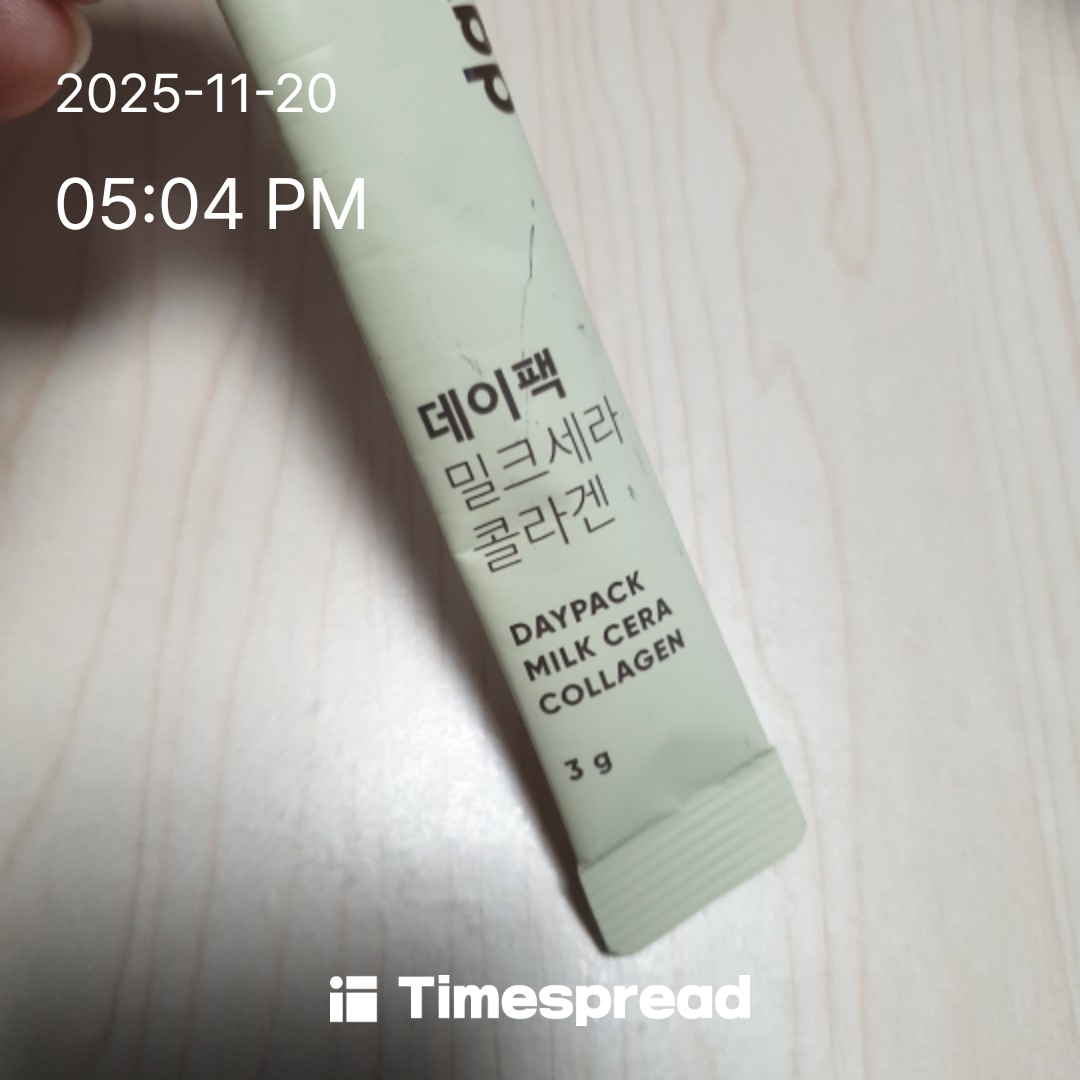 2025-11-20
05:04 PM
데이팩
밀크세라
콜라겐
DAYPACK
MILK CERA
COLLAGEN
3 g
Timespread